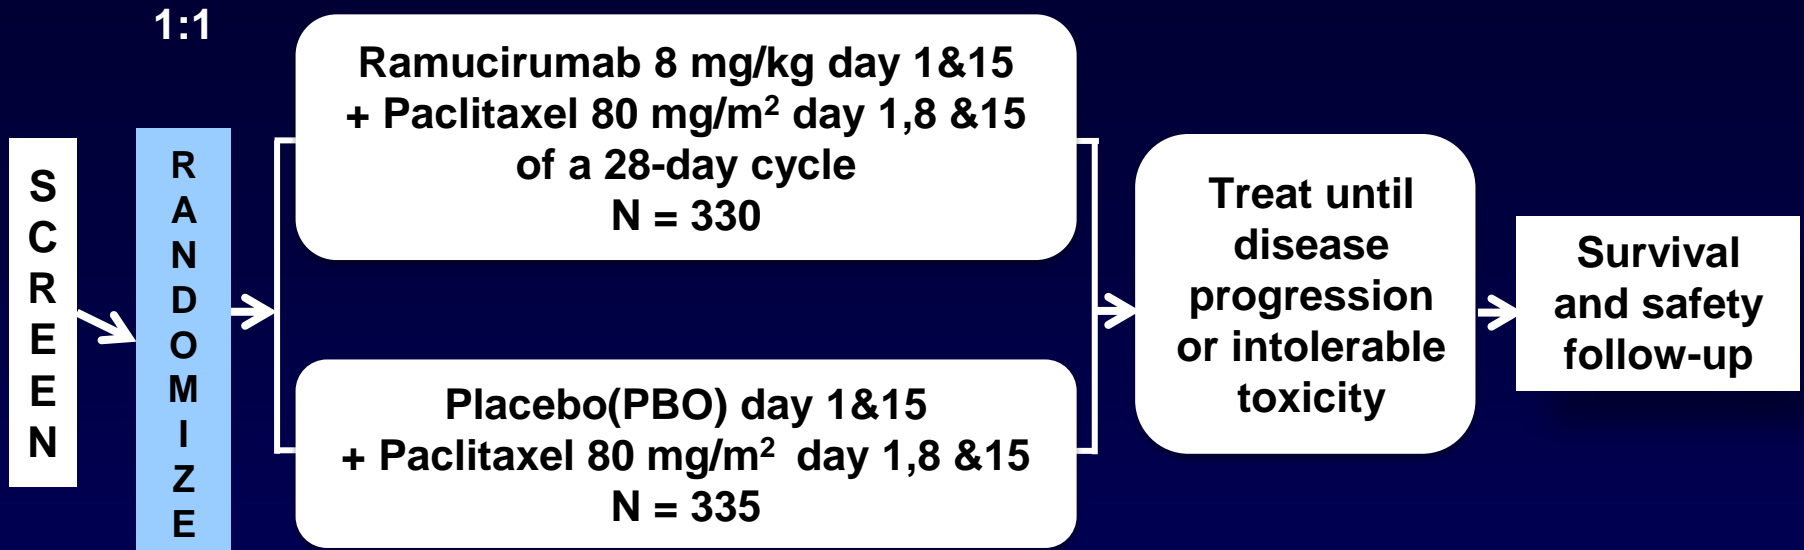 1:1
SCREEN
RANDOMIZE
Ramucirumab 8 mg/kg day 1&15
+ Paclitaxel 80 mg/m² day 1,8 &15
of a 28-day cycle
N = 330
Placebo(PBO) day 1&15
+ Paclitaxel 80 mg/m² day 1,8 &15
N = 335
Treat until
disease
progression
or intolerable
toxicity
Survival
and safety
follow-up